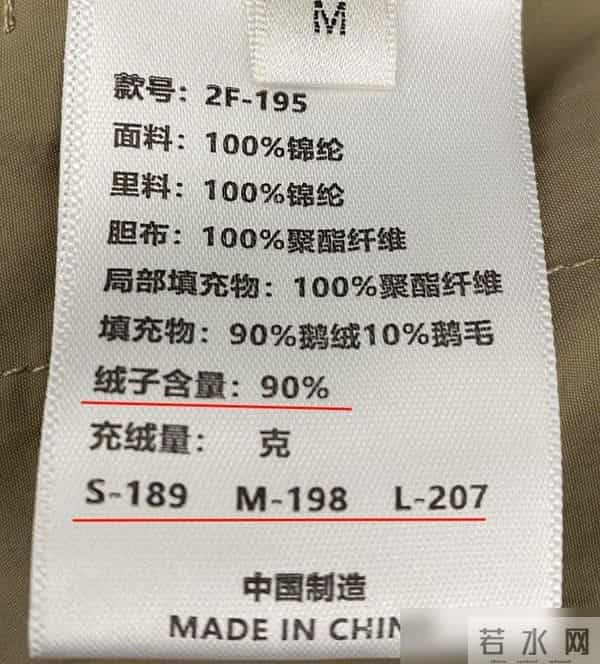 M
款号：2F-195
面料：100%锦纶
里料：100%锦纶
胆布：100%聚酯纤维
局部填充物：100%聚酯纤维
填充物：90%鹅绒10%鹅毛
绒子含量：90%
充绒量： 克
S-189 M-198 L-207
中国制造
MADE IN CHIN
若水网